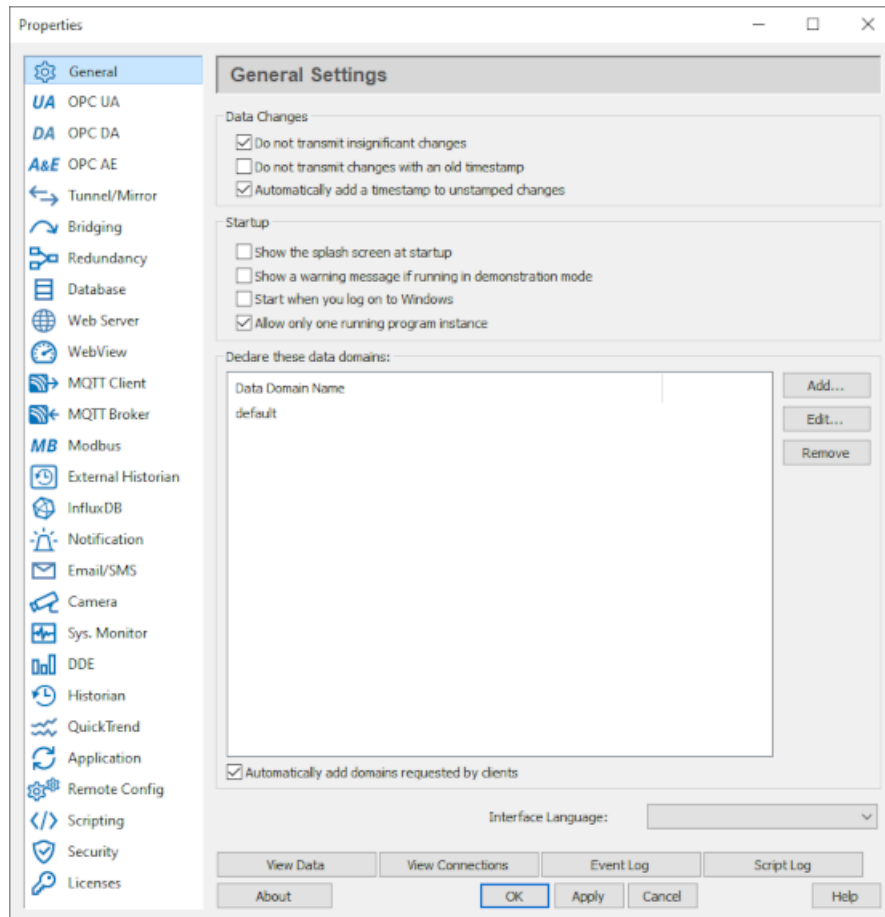 Properties
General
UA OPC UA
DA OPC DA
A&E OPC AE
Tunnel/Mirror
Bridging
Redundancy
Database
Web Server
WebView
MQTT Client
MQTT Broker
MB Modbus
External Historian
InfluxDB
Notification
Email/SMS
Camera
Sys. Monitor
DDE
Historian
QuickTrend
Application
Remote Config
Scripting
Security
Licenses
General Settings
Data Changes
Do not transmit insignificant changes
Do not transmit changes with an old timestamp
Automatically add a timestamp to unstamped changes
Startup
Show the splash screen at startup
Show a warning message if running in demonstration mode
Start when you log on to Windows
Allow only one running program instance
Declare these data domains:
Data Domain Name
default
Add...
Edit...
Remove
Automatically add domains requested by clients
Interface Language:
View Data View Connections Event Log Script Log
About OK Apply Cancel Help